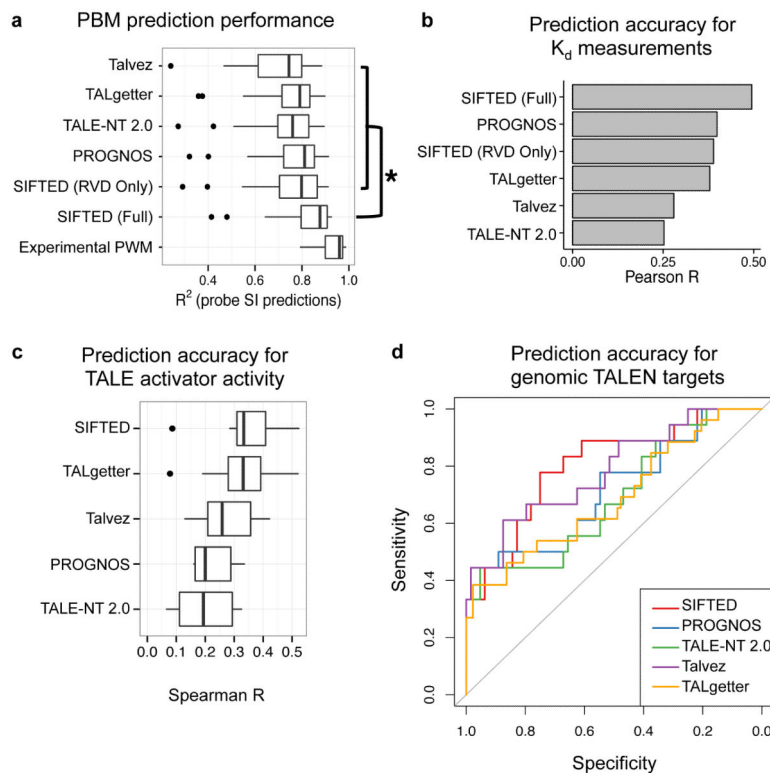 a
PBM prediction performance
Talvez
TALgetter
TALE-NT 2.0
PROGNOS
SIFTED (RVD Only)
SIFTED (Full)
Experimental PWM
*
0.4 0.6 0.8 1.0
R² (probe SI predictions)
b
Prediction accuracy for
Kd measurements
SIFTED (Full)
PROGNOS
SIFTED (RVD Only)
TALgetter
Talvez
TALE-NT 2.0
0.00 0.25 0.50
Pearson R
c
Prediction accuracy for
TALE activator activity
SIFTED
TALgetter
Talvez
PROGNOS
TALE-NT 2.0
0.0 0.1 0.2 0.3 0.4 0.5
Spearman R
d
Prediction accuracy for
genomic TALEN targets
Sensitivity
1.0
0.8
0.6
0.4
0.2
0.0
SIFTED
PROGNOS
TALE-NT 2.0
Talvez
TALgetter
1.0 0.8 0.6 0.4 0.2 0.0
Specificity